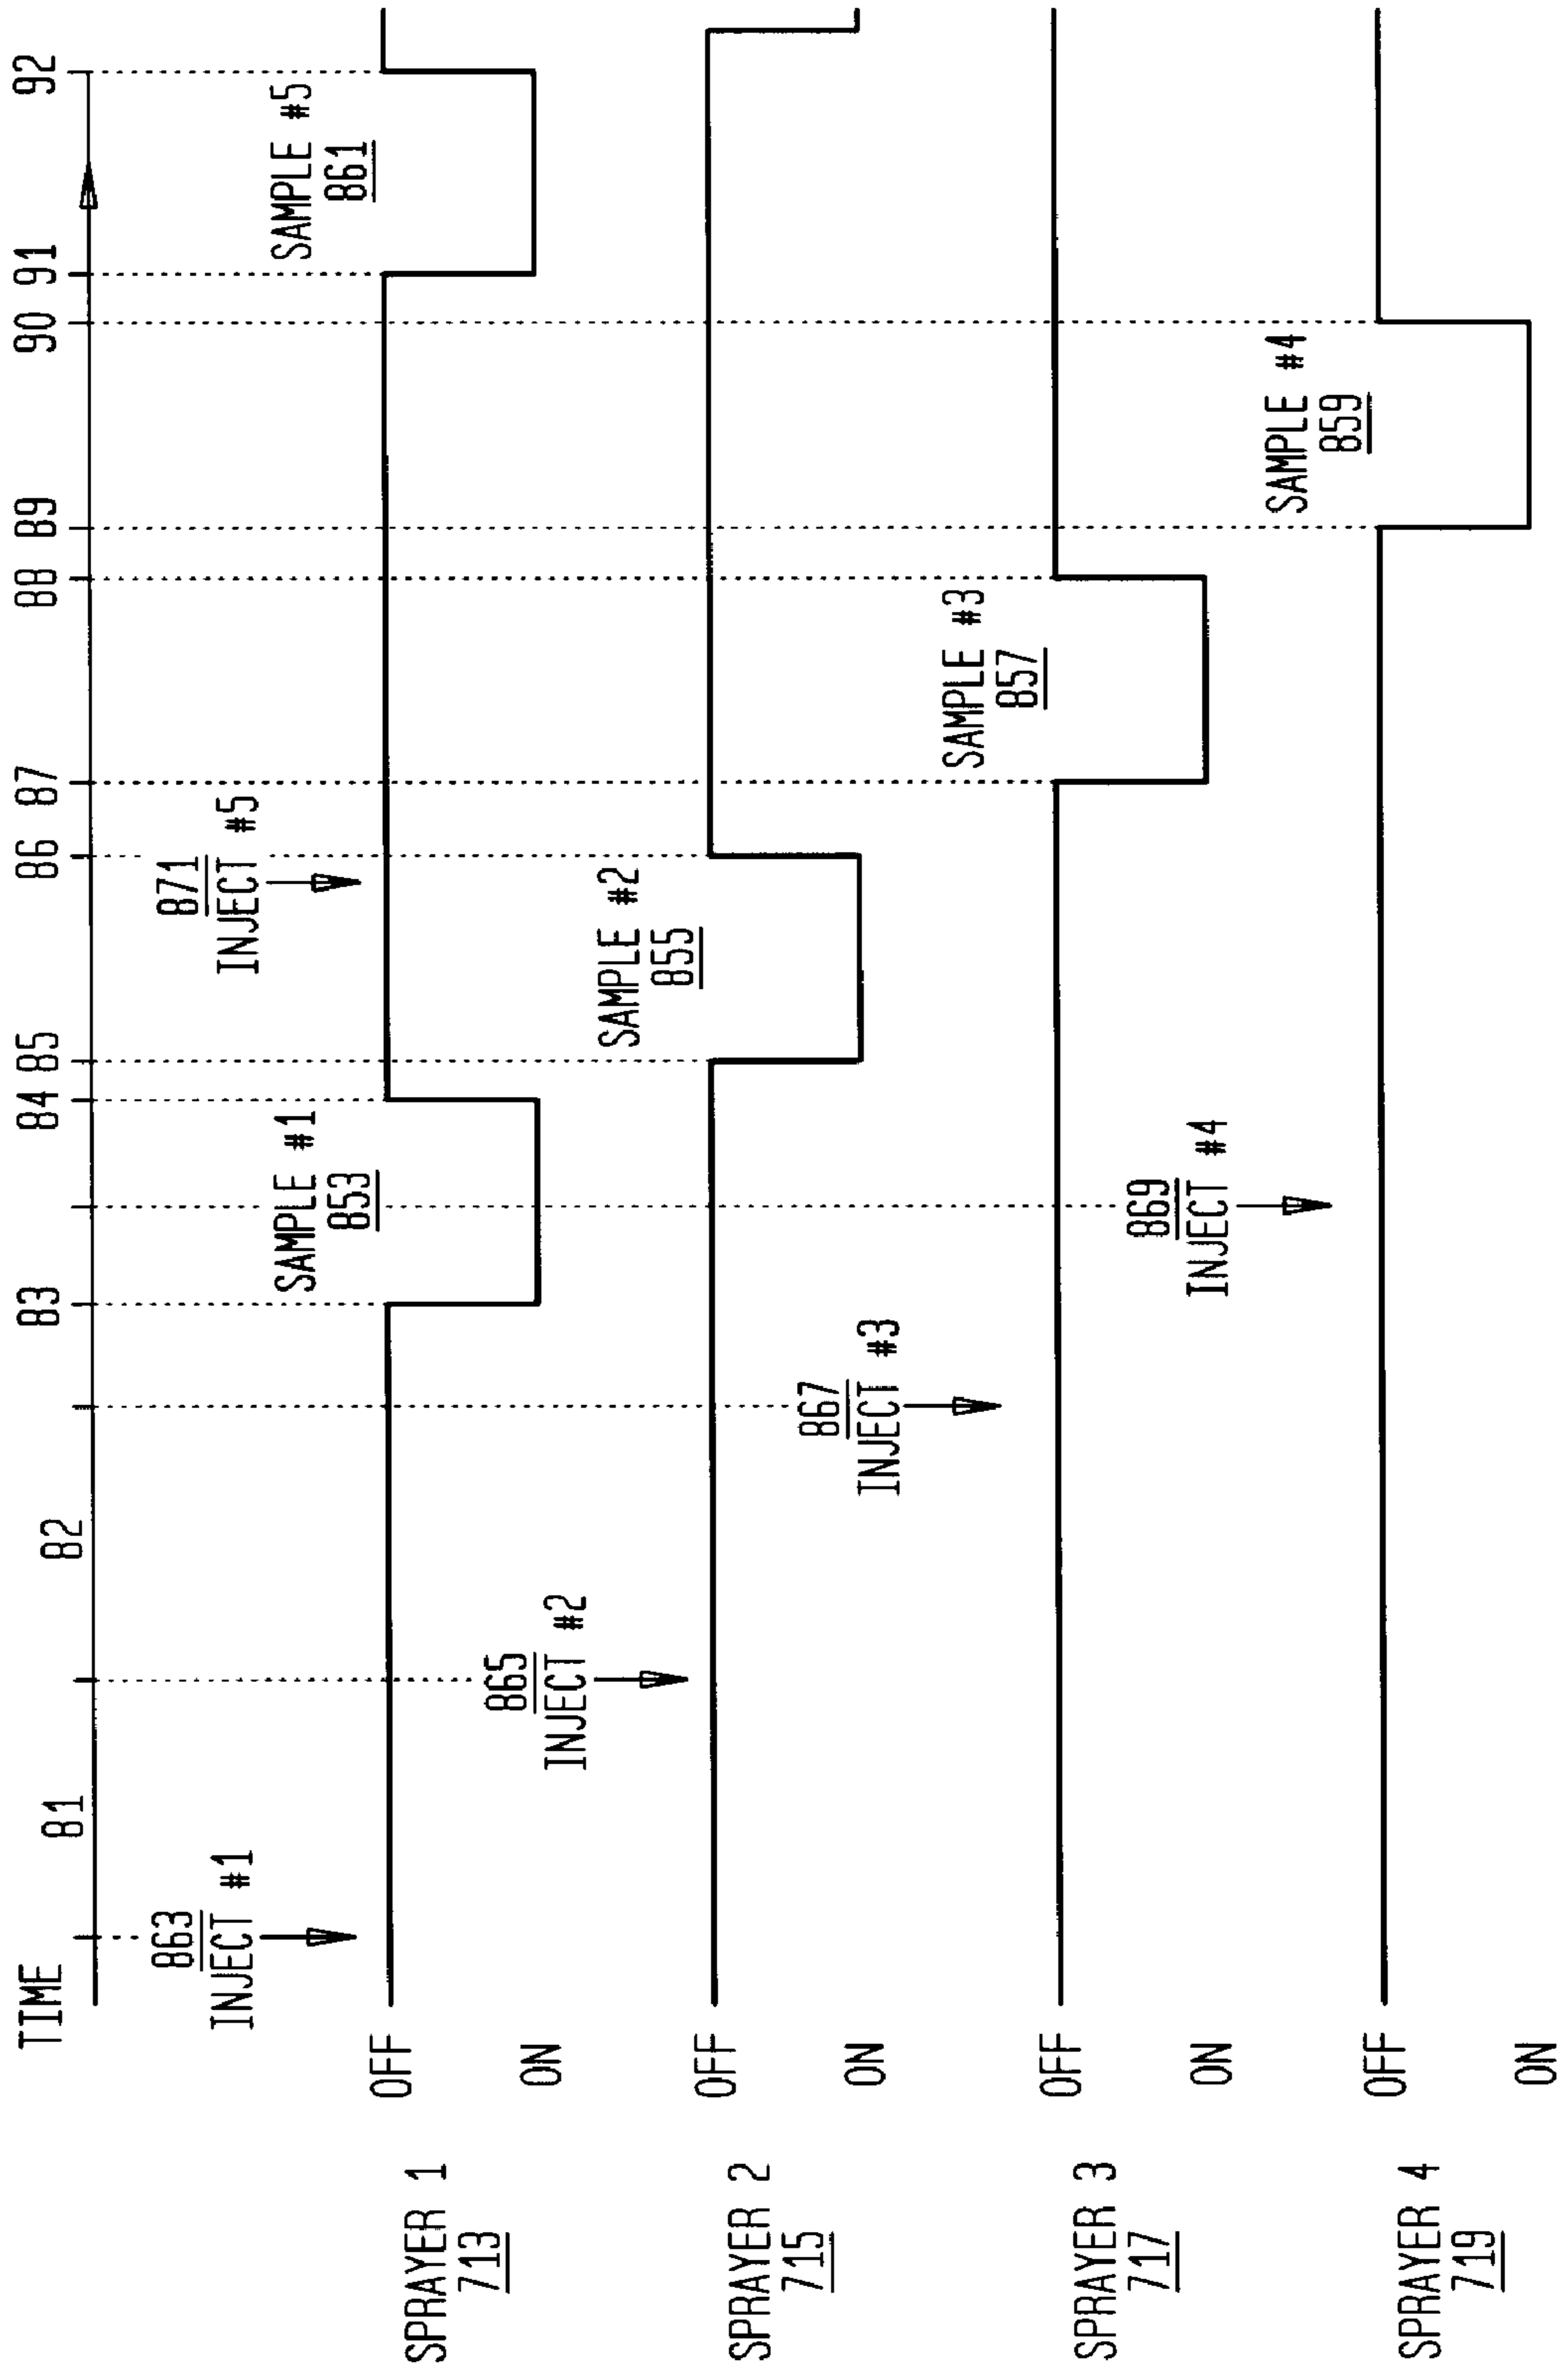 TIME
81
82
83
84
85
86
87
88
89
90
91
92
863
INJECT #1
871
INJECT #5
SPRAYER 1
713
OFF
ON
SAMPLE #1
853
SAMPLE #5
861
865
INJECT #2
SPRAYER 2
715
OFF
ON
SAMPLE #2
855
867
INJECT #3
SPRAYER 3
717
OFF
ON
SAMPLE #3
857
869
INJECT #4
SPRAYER 4
719
OFF
ON
SAMPLE #4
859